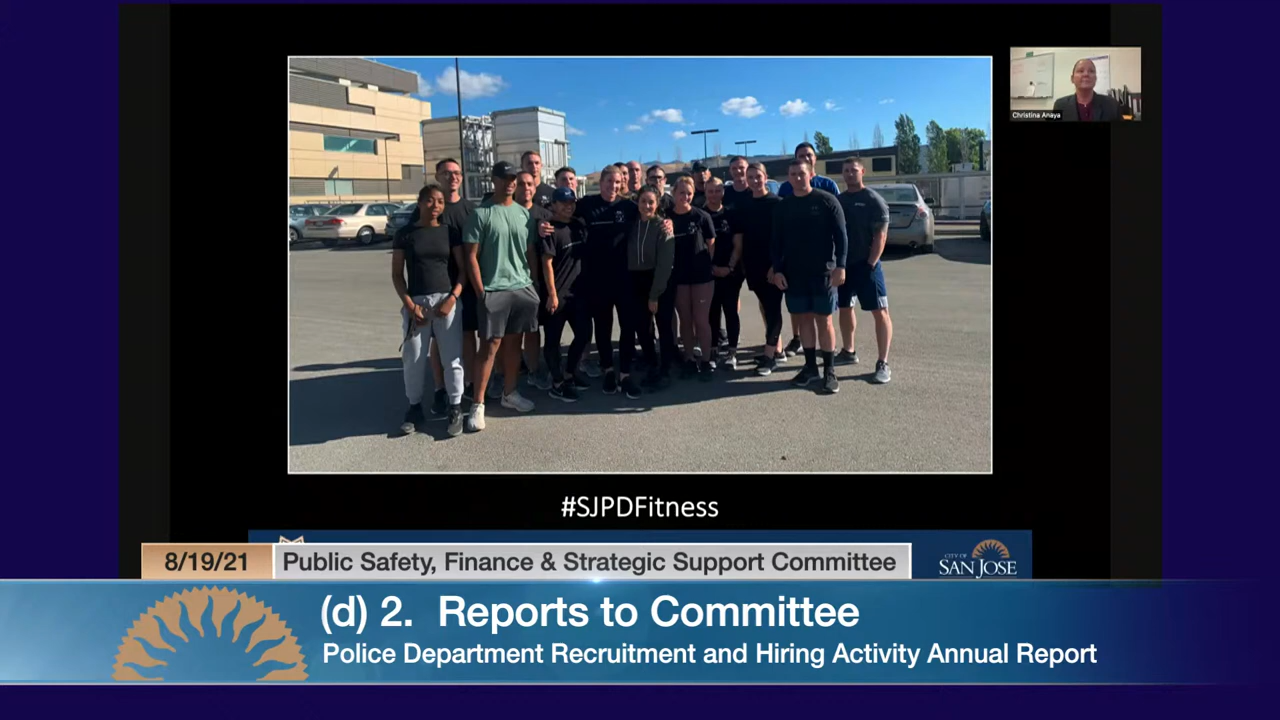 Christina Anaya
#SJPDFitness
8/19/21
Public Safety, Finance & Strategic Support Committee
CITY OF
SAN JOSE
(d) 2. Reports to Committee
Police Department Recruitment and Hiring Activity Annual Report